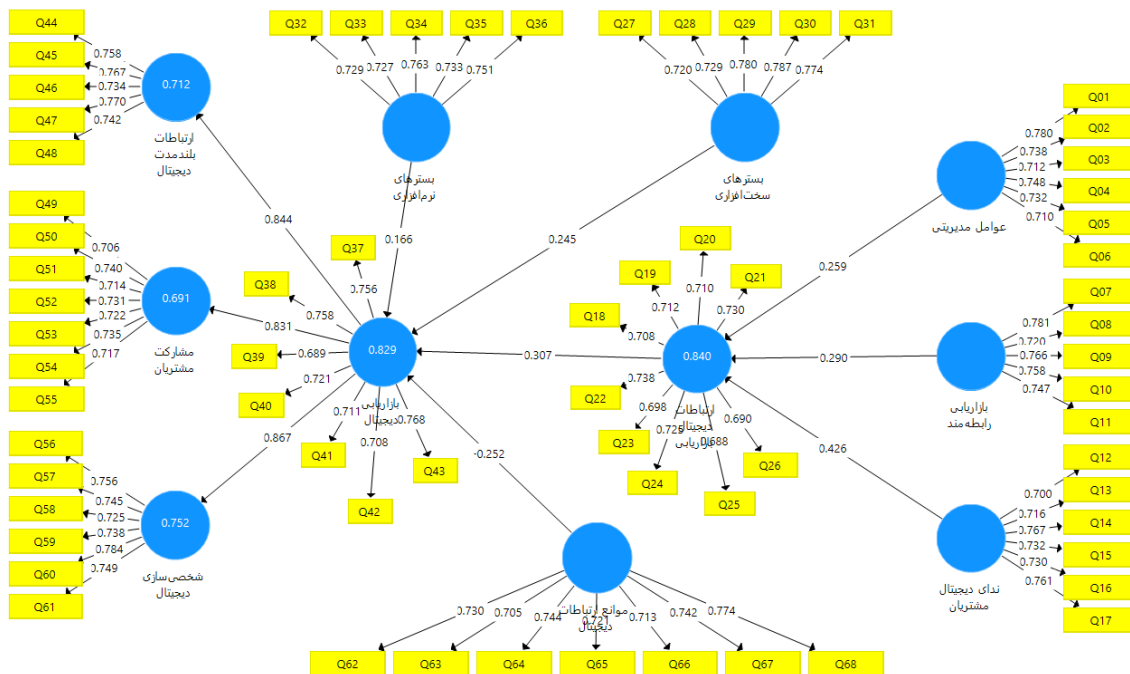 Q44
Q45
Q46
Q47
Q48
0.758
0.767
0.734
0.770
0.742
0.712
ارتباطات
بلندمدت
دیجیتال
Q32
Q33
Q34
Q35
Q36
0.729
0.727
0.763
0.733
0.751
بسترهای
نرم‌افزاری
Q27
Q28
Q29
Q30
Q31
0.720
0.729
0.780
0.787
0.774
بسترهای
سخت‌افزاری
Q01
Q02
Q03
Q04
Q05
Q06
0.780
0.738
0.712
0.748
0.732
0.710
عوامل مدیریتی
0.844
0.166
0.245
0.259
Q49
Q50
Q51
Q52
Q53
Q54
Q55
0.706
0.740
0.714
0.731
0.722
0.735
0.717
0.691
مشارکت
مشتریان
0.831
Q37
Q38
Q39
Q40
Q41
Q42
Q43
0.756
0.758
0.689
0.721
0.711
0.708
0.768
0.829
بازاریابی
دیجیتال
0.307
Q18
Q19
Q20
Q21
Q22
Q23
Q24
Q25
Q26
0.708
0.712
0.710
0.730
0.738
0.698
0.725
0.688
0.690
0.840
ارتباطات
دیجیتال
بازاریابی
0.290
Q07
Q08
Q09
Q10
Q11
0.781
0.720
0.766
0.758
0.747
بازاریابی
رابطه‌مند
0.867
-0.252
0.426
Q56
Q57
Q58
Q59
Q60
Q61
0.756
0.745
0.725
0.738
0.784
0.749
0.752
شخصی‌سازی
دیجیتال
Q12
Q13
Q14
Q15
Q16
Q17
0.700
0.716
0.767
0.732
0.730
0.761
ندای دیجیتال
مشتریان
موانع ارتباطات
دیجیتال
0.730
0.705
0.744
0.721
0.713
0.742
0.774
Q62
Q63
Q64
Q65
Q66
Q67
Q68